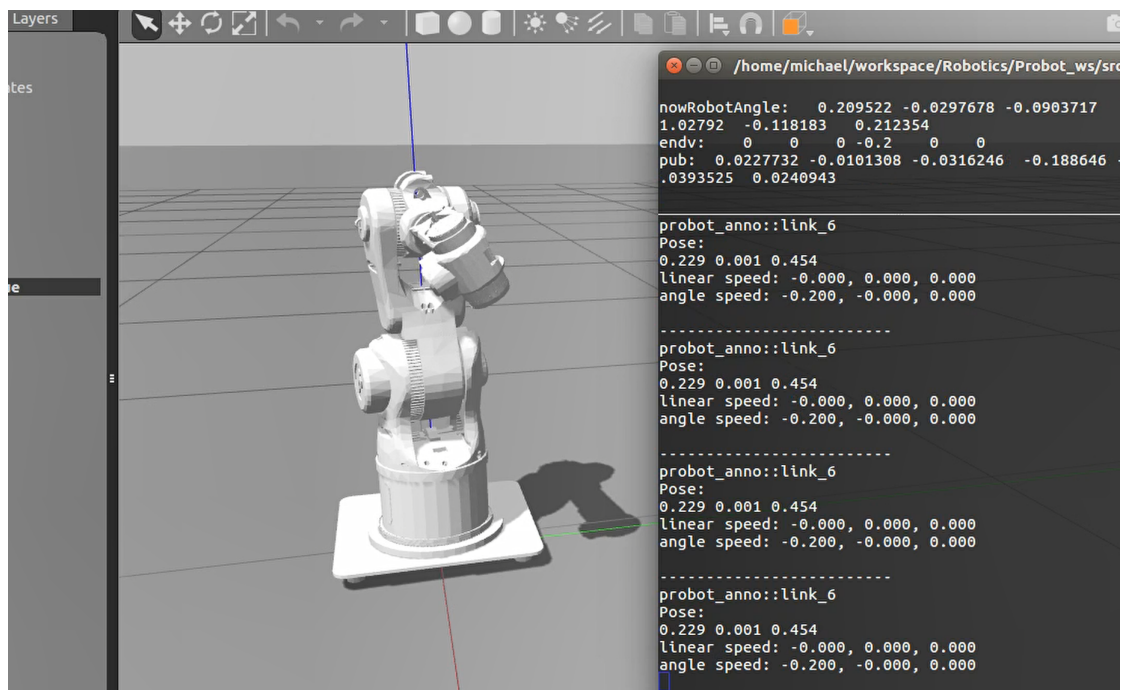 Layers
/home/michael/workspace/Robotics/Probot_ws/src
nowRobotAngle:   0.209522 -0.0297678 -0.0903717
1.02792  -0.118183   0.212354
endv:    0    0    0 -0.2    0    0
pub:  0.0227732 -0.0101308 -0.0316246  -0.188646 -
.0393525  0.0240943
probot_anno::link_6
Pose:
0.229 0.001 0.454
linear speed: -0.000, 0.000, 0.000
angle speed: -0.200, -0.000, 0.000
-------------------------
probot_anno::link_6
Pose:
0.229 0.001 0.454
linear speed: -0.000, 0.000, 0.000
angle speed: -0.200, -0.000, 0.000
-------------------------
probot_anno::link_6
Pose:
0.229 0.001 0.454
linear speed: -0.000, 0.000, 0.000
angle speed: -0.200, -0.000, 0.000
-------------------------
probot_anno::link_6
Pose:
0.229 0.001 0.454
linear speed: -0.000, 0.000, 0.000
angle speed: -0.200, -0.000, 0.000